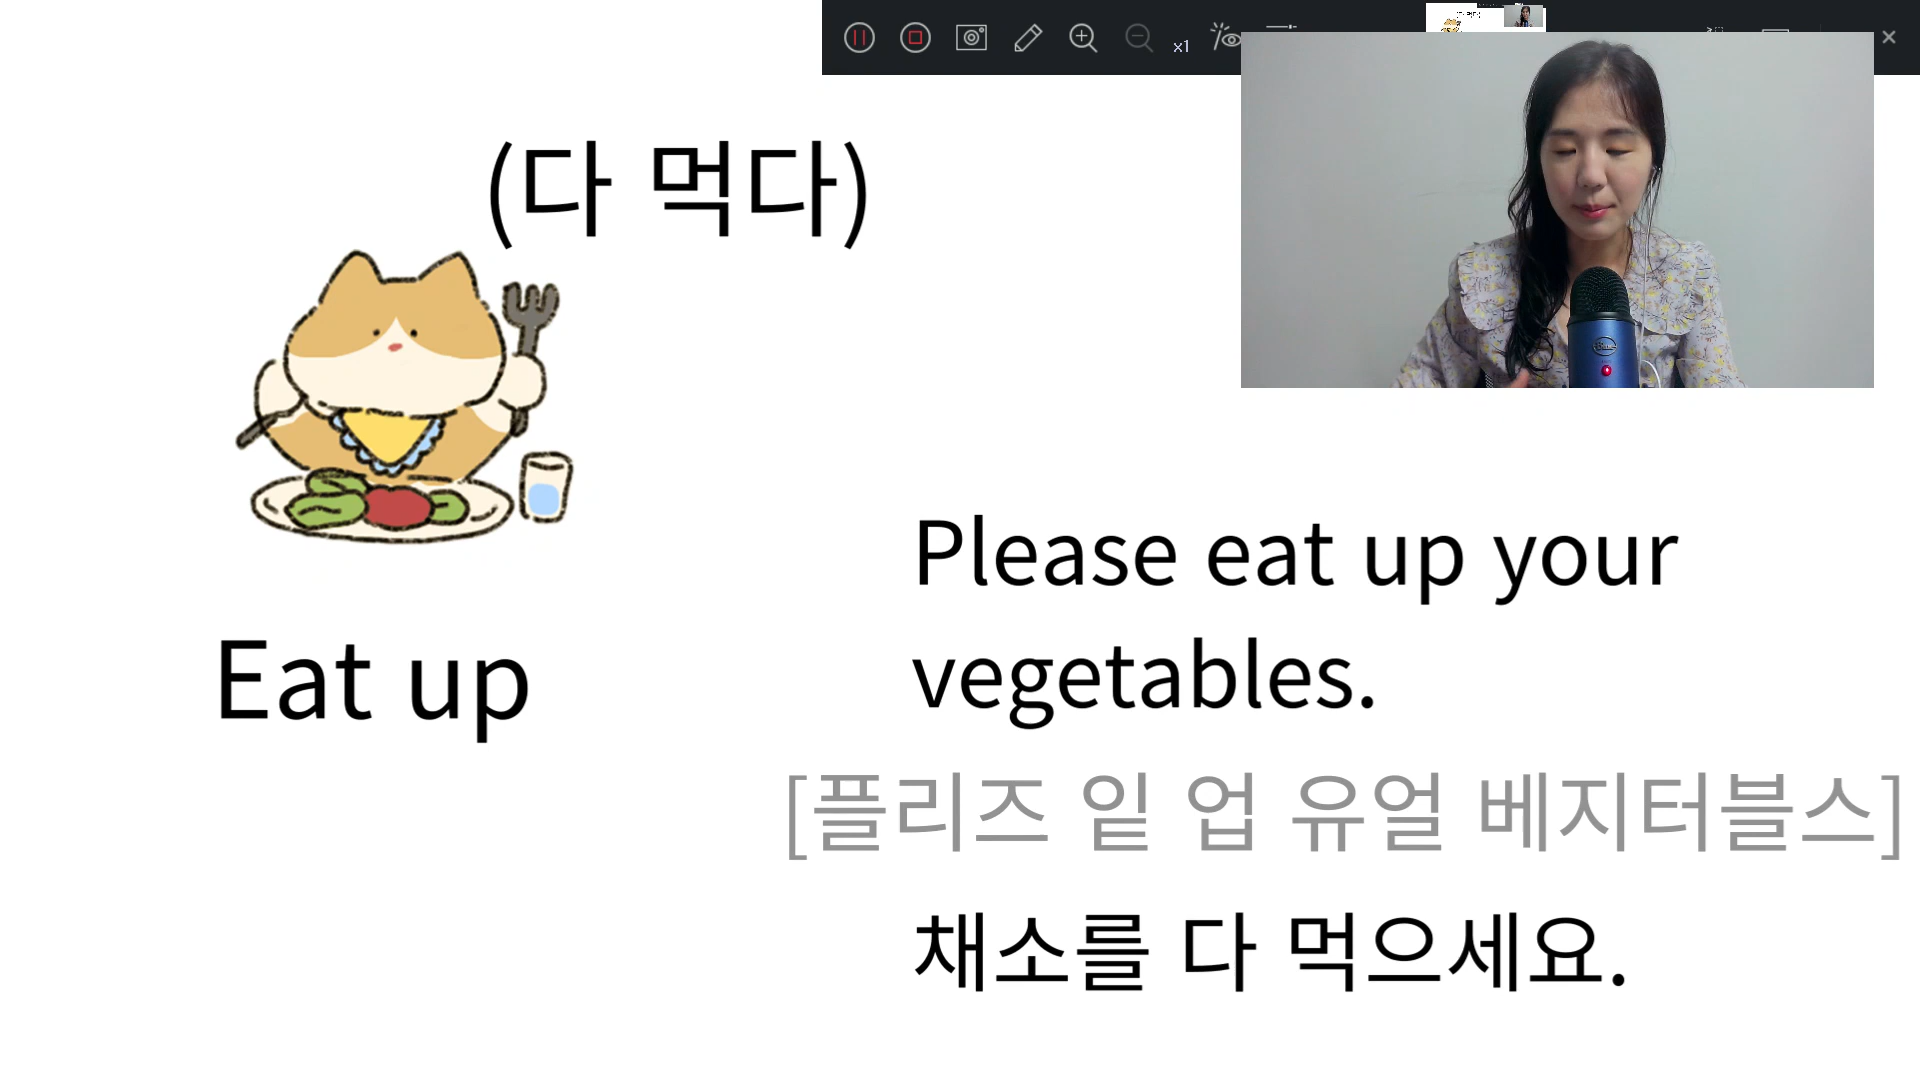 x1
(다 먹다)
Eat up
Please eat up your
vegetables.
[플리즈 잍 업 유얼 베지터블스]
채소를 다 먹으세요.